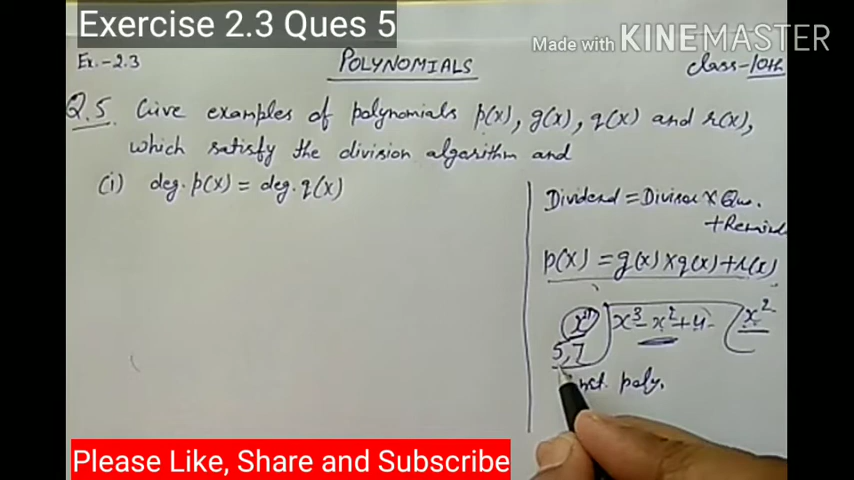 Exercise 2.3 Ques 5
Made with KINEMASTER
Ex.-2.3
POLYNOMIALS
Class-10th
Q.5. Give examples of polynomials p(x), g(x), q(x) and r(x),
which satisfy the division algorithm and
(i) deg. p(x) = deg. q(x)
Dividend = Divisor X Quo.
+ Remind
p(x) = g(x) X q(x) + r(x)
x³ - x² + 4
x²
5, 7
nst. poly.
Please Like, Share and Subscribe